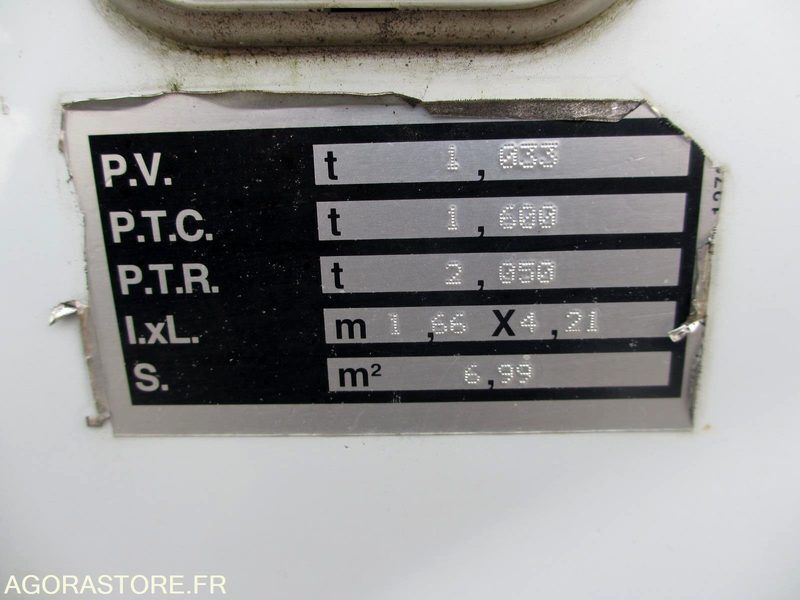 P.V. t 1,033
P.T.C. t 1,600
P.T.R. t 2,050
l.xL. m 1,66 X 4,21
S. m² 6,99
AGORASTORE.FR